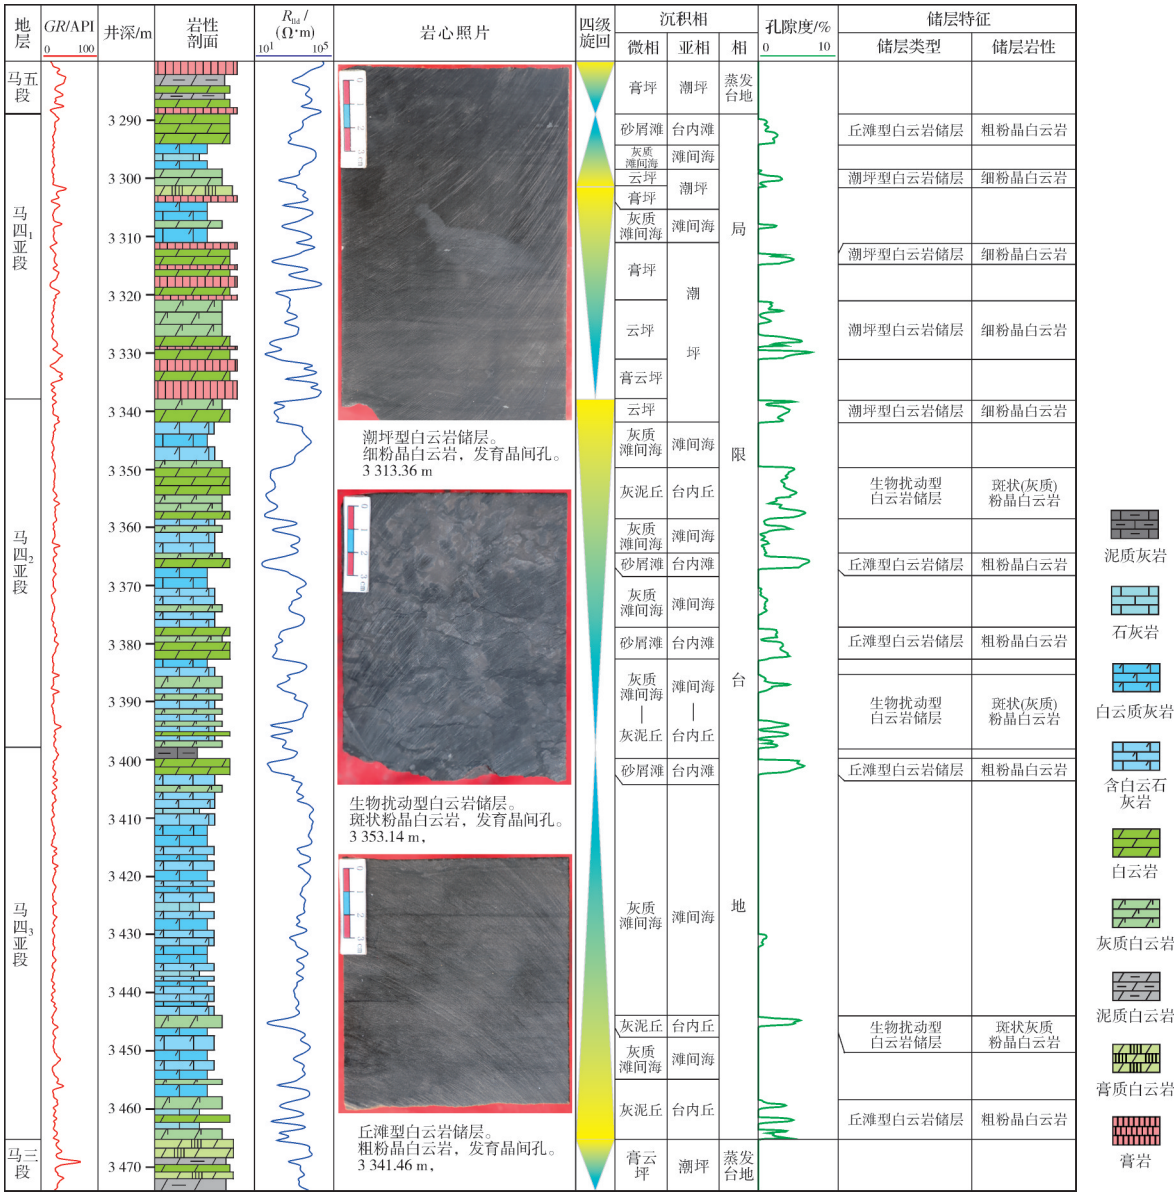 地层
GR/API
0 100
井深/m
岩性剖面
Rlld/(Ω·m)
10¹ 10⁵
岩心照片
四级旋回
沉积相
微相
亚相
相
孔隙度/%
0 10
储层特征
储层类型
储层岩性
马五段
马四₁亚段
马四₂亚段
马四₃亚段
马三段
3 290
3 300
3 310
3 320
3 330
3 340
3 350
3 360
3 370
3 380
3 390
3 400
3 410
3 420
3 430
3 440
3 450
3 460
3 470
0 1 2 3 cm
潮坪型白云岩储层。
细粉晶白云岩，发育晶间孔。
3 313.36 m
0 1 2 3 cm
生物扰动型白云岩储层。
斑状粉晶白云岩，发育晶间孔。
3 353.14 m，
0 1 2 3 cm
丘滩型白云岩储层。
粗粉晶白云岩，发育晶间孔。
3 341.46 m，
膏坪
砂屑滩
灰质滩间海
云坪
膏坪
灰质滩间海
膏坪
云坪
膏云坪
云坪
灰质滩间海
灰泥丘
灰质滩间海
砂屑滩
灰质滩间海
砂屑滩
灰质滩间海
|
灰泥丘
砂屑滩
灰质滩间海
灰泥丘
灰质滩间海
灰泥丘
膏云坪
潮坪
台内滩
滩间海
潮坪
滩间海
潮坪
滩间海
台内丘
滩间海
台内滩
滩间海
台内滩
滩间海
|
台内丘
台内滩
滩间海
台内丘
滩间海
台内丘
潮坪
蒸发台地
局限台地
蒸发台地
丘滩型白云岩储层 粗粉晶白云岩
潮坪型白云岩储层 细粉晶白云岩
潮坪型白云岩储层 细粉晶白云岩
潮坪型白云岩储层 细粉晶白云岩
潮坪型白云岩储层 细粉晶白云岩
生物扰动型 斑状(灰质)
白云岩储层 粉晶白云岩
丘滩型白云岩储层 粗粉晶白云岩
丘滩型白云岩储层 粗粉晶白云岩
生物扰动型 斑状(灰质)
白云岩储层 粉晶白云岩
丘滩型白云岩储层 粗粉晶白云岩
生物扰动型 斑状灰质
白云岩储层 粉晶白云岩
丘滩型白云岩储层 粗粉晶白云岩
泥质灰岩
石灰岩
白云质灰岩
含白云石
灰岩
白云岩
灰质白云岩
泥质白云岩
膏质白云岩
膏岩